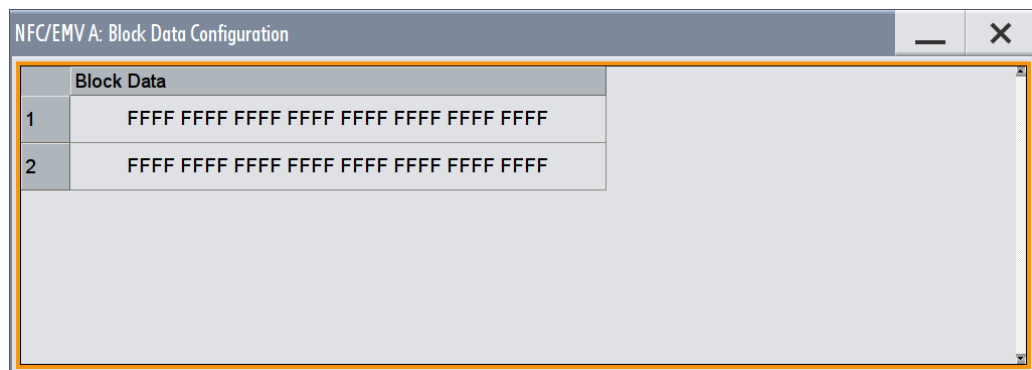 NFC/EMV A: Block Data Configuration
Block Data
1 FFFF FFFF FFFF FFFF FFFF FFFF FFFF FFFF
2 FFFF FFFF FFFF FFFF FFFF FFFF FFFF FFFF